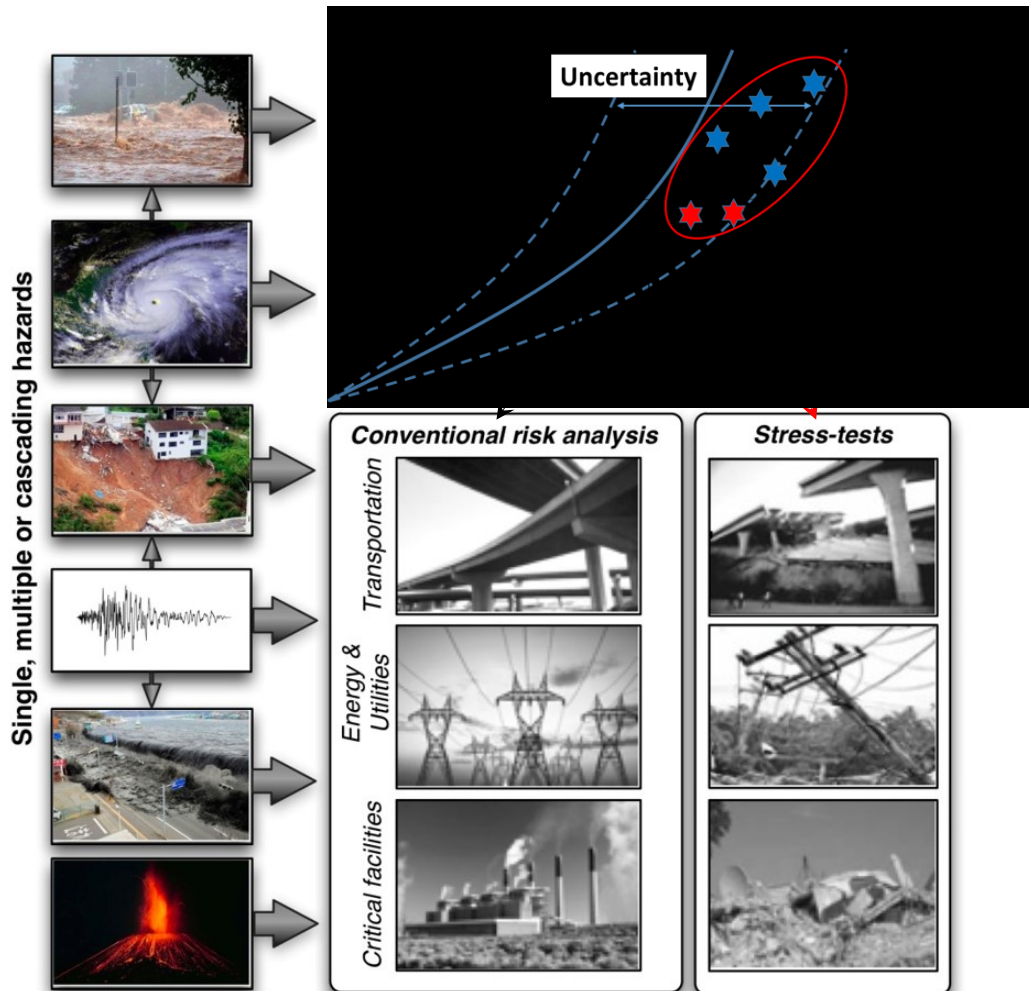 Uncertainty
Single, multiple or cascading hazards
Conventional risk analysis
Stress-tests
Transportation
Energy &
Utilities
Critical facilities